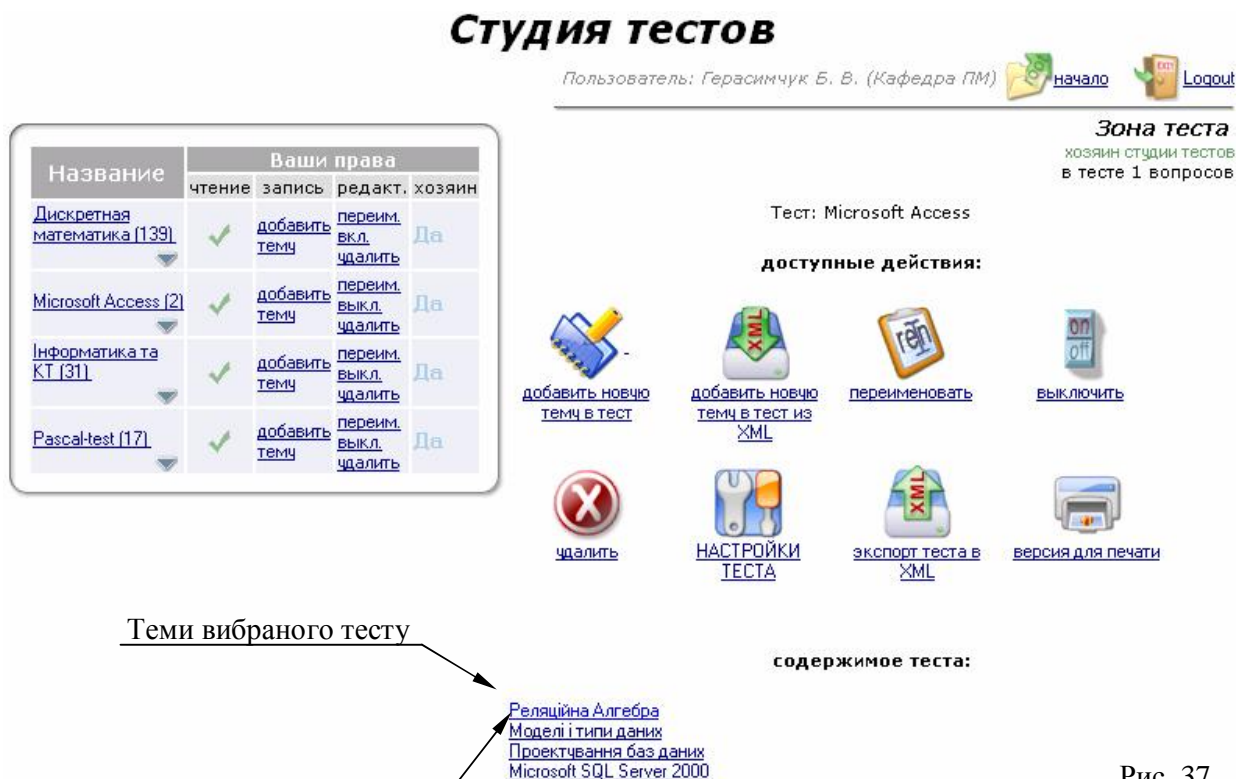 Студия тестов
Пользователь: Герасимчук Б. В. (Кафедра ПМ)
начало
Logout
Зона теста
хозяин студии тестов
в тесте 1 вопросов
Название
Ваши права
чтение запись редакт. хозяин
Дискретная
математика (139)
добавить
тему
переим.
вкл.
удалить
Да
Microsoft Access (2)
добавить
тему
переим.
выкл.
удалить
Да
Інформатика та
КТ (31)
добавить
тему
переим.
выкл.
удалить
Да
Pascal-test (17)
добавить
тему
переим.
выкл.
удалить
Да
Тест: Microsoft Access
доступные действия:
добавить новую
тему в тест
XML
добавить новую
тему в тест из
XML
переименовать
on
off
выключить
удалить
НАСТРОЙКИ
ТЕСТА
XML
экспорт теста в
XML
версия для печати
Теми вибраного тесту
содержимое теста:
Реляційна Алгебра
Моделі і типи даних
Проектування баз даних
Microsoft SQL Server 2000
Рис. 37